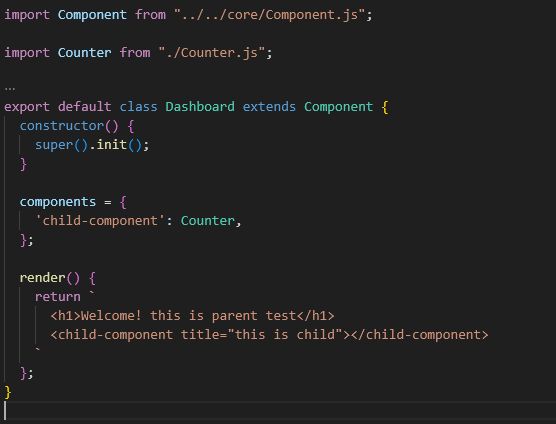 import Component from "../../core/Component.js";
import Counter from "./Counter.js";
...
export default class Dashboard extends Component {
constructor() {
super().init();
}
components = {
'child-component': Counter,
};
render() {
return `
<h1>Welcome! this is parent test</h1>
<child-component title="this is child"></child-component>
`
};
}